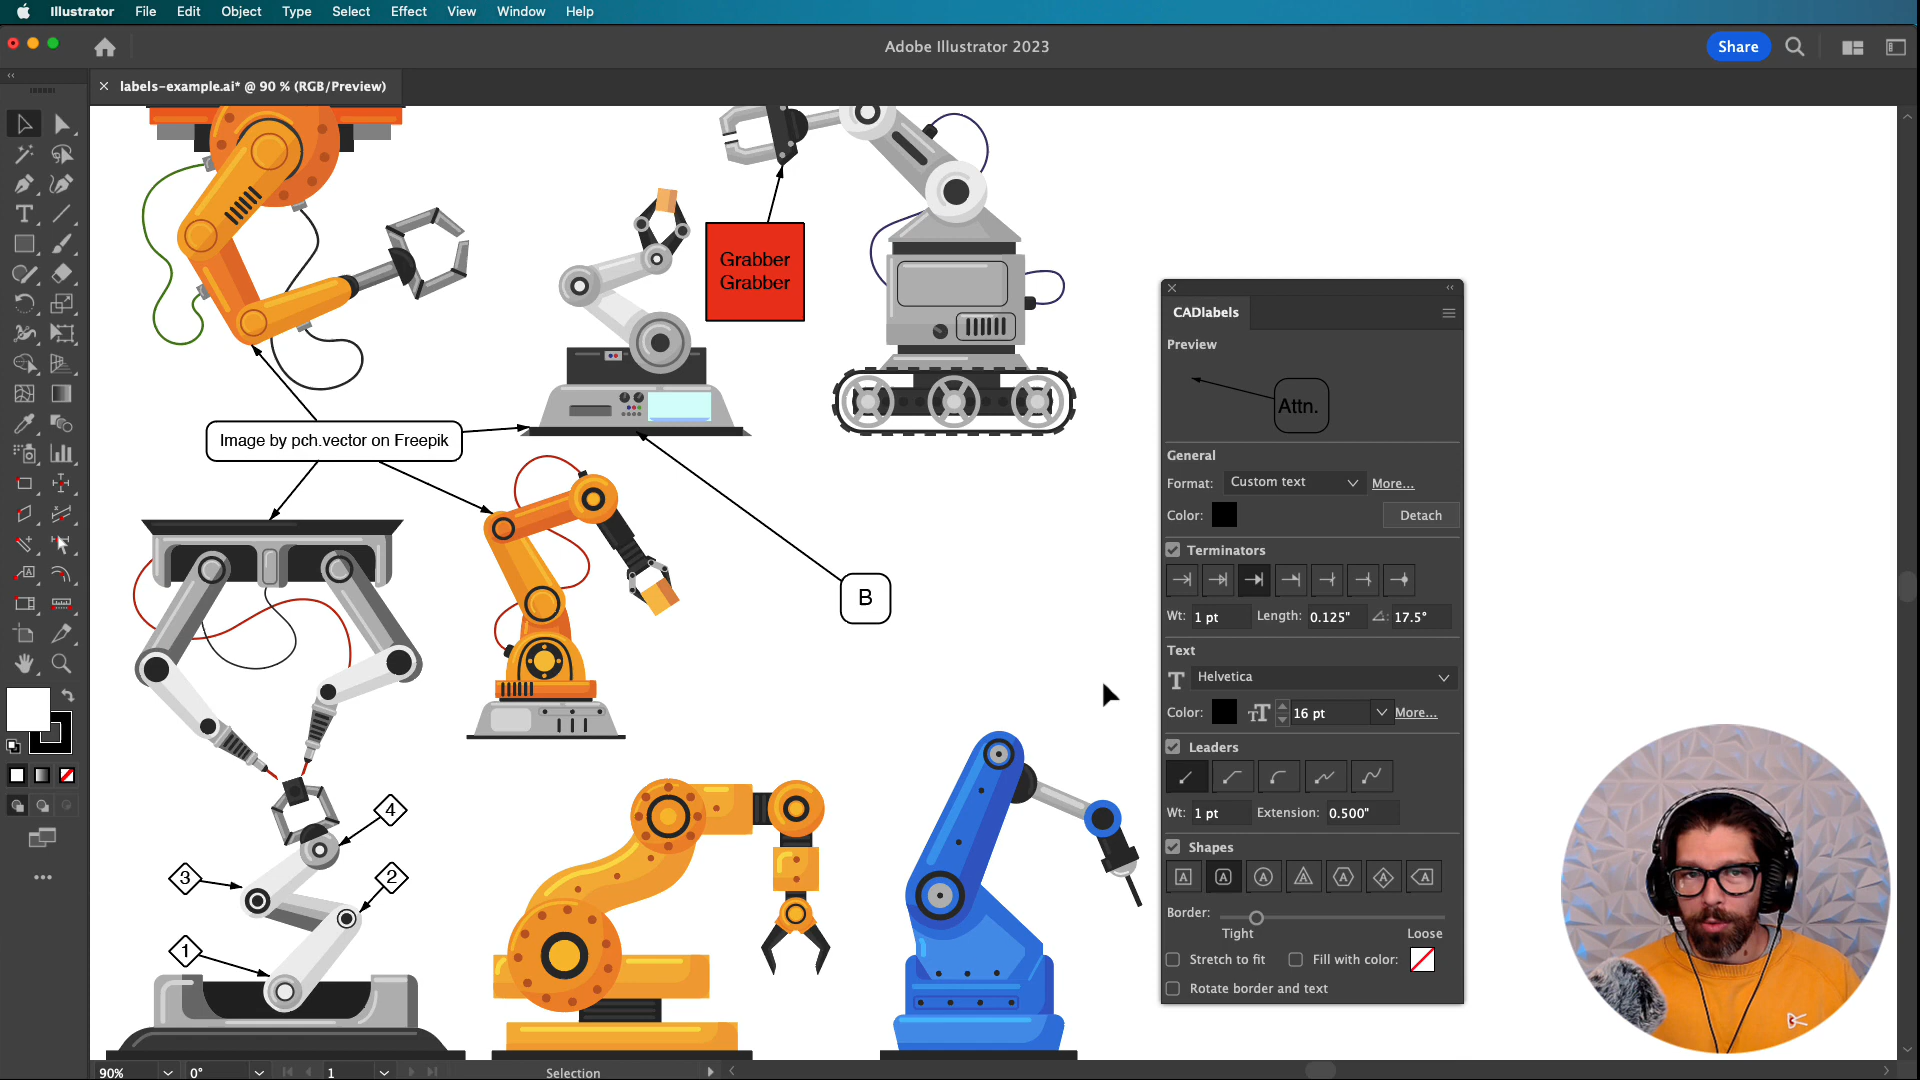 Illustrator File Edit Object Type Select Effect View Window Help
Adobe Illustrator 2023
Share
labels-example.ai* @ 90 % (RGB/Preview)
Grabber
Grabber
Image by pch.vector on Freepik
B
4
3
2
1
CADlabels
Preview
Attn.
General
Format: Custom text More...
Color: Detach
Terminators
Wt: 1 pt Length: 0.125" 17.5°
Text
Helvetica
Color: 16 pt More...
Leaders
Wt: 1 pt Extension: 0.500"
Shapes
Border:
Tight Loose
Stretch to fit Fill with color:
Rotate border and text
90% 0° 1 Selection